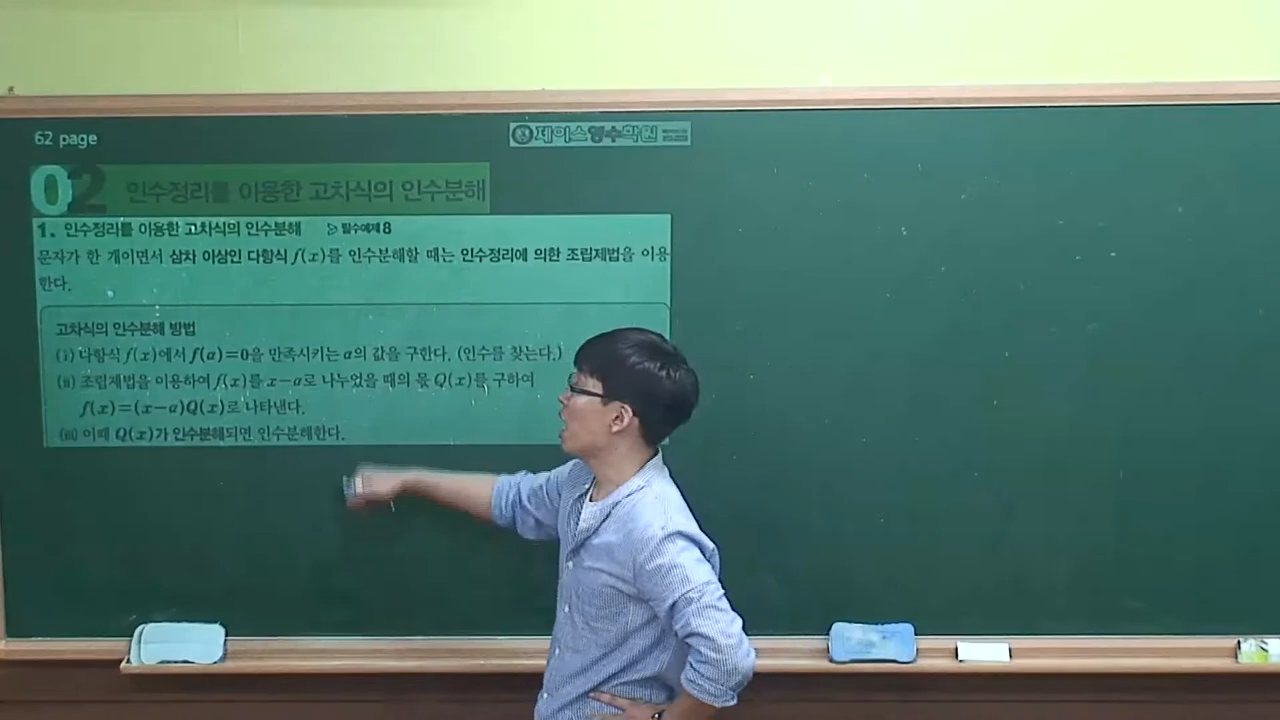 62 page
제이스영수학원
02 인수정리를 이용한 고차식의 인수분해
1. 인수정리를 이용한 고차식의 인수분해 ▷ 필수예제 8
문자가 한 개이면서 삼차 이상인 다항식 f(x)를 인수분해할 때는 인수정리에 의한 조립제법을 이용
한다.
고차식의 인수분해 방법
(i) 다항식 f(x)에서 f(α)=0을 만족시키는 α의 값을 구한다. (인수를 찾는다.)
(ii) 조립제법을 이용하여 f(x)를 x-α로 나누었을 때의 몫 Q(x)를 구하여
f(x)=(x-α)Q(x)로 나타낸다.
(iii) 이때 Q(x)가 인수분해되면 인수분해한다.